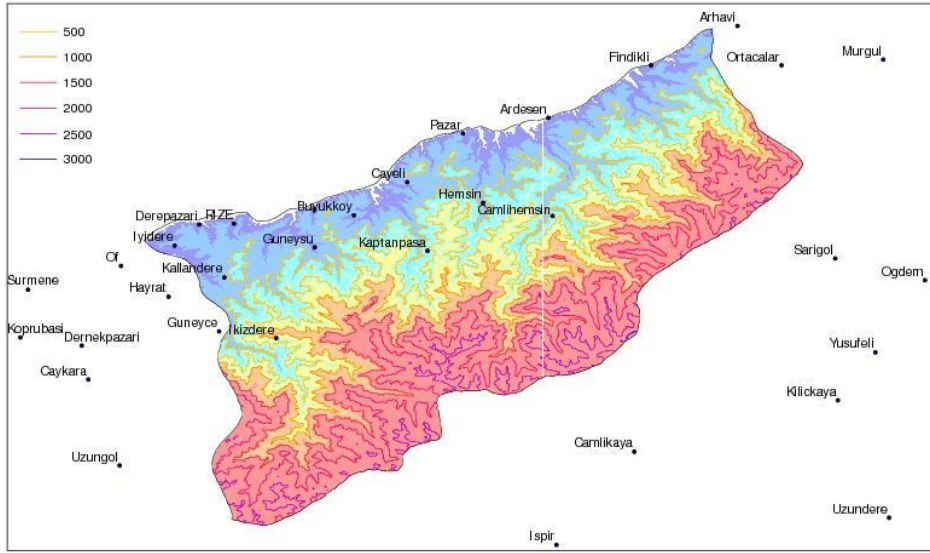 Arhavi
500
1000
1500
2000
2500
3000
Findikli
Ortacalar
Murgul
Ardesen
Pazar
Cayeli
Hemsin
Camlihemsin
Buyukkoy
Derepazari
RIZE
Iyidere
Guneysu
Kaptanpasa
Of
Kallandere
Hayrat
Surmene
Sarigol
Ogdem
Koprubasi
Dernekpazari
Guneyce
Ikizdere
Yusufeli
Caykara
Kilickaya
Uzungol
Camlikaya
Uzundere
Ispir